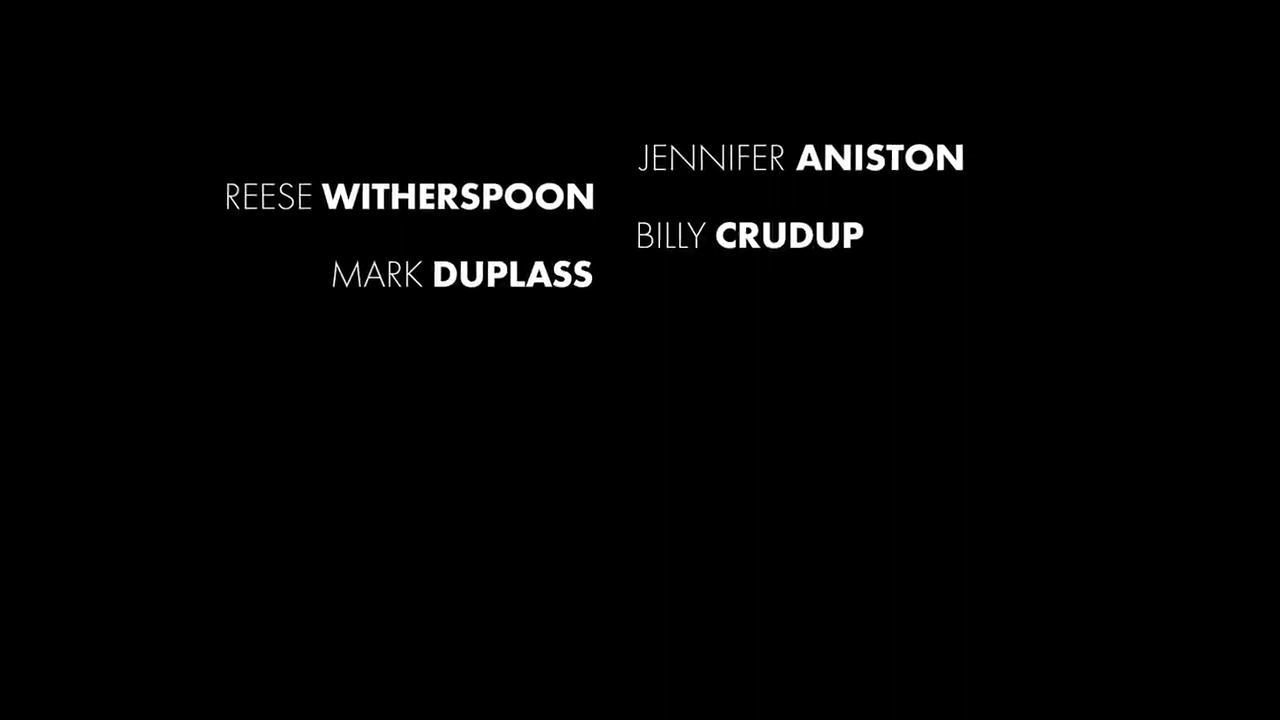 JENNIFER ANISTON
REESE WITHERSPOON
BILLY CRUDUP
MARK DUPLASS